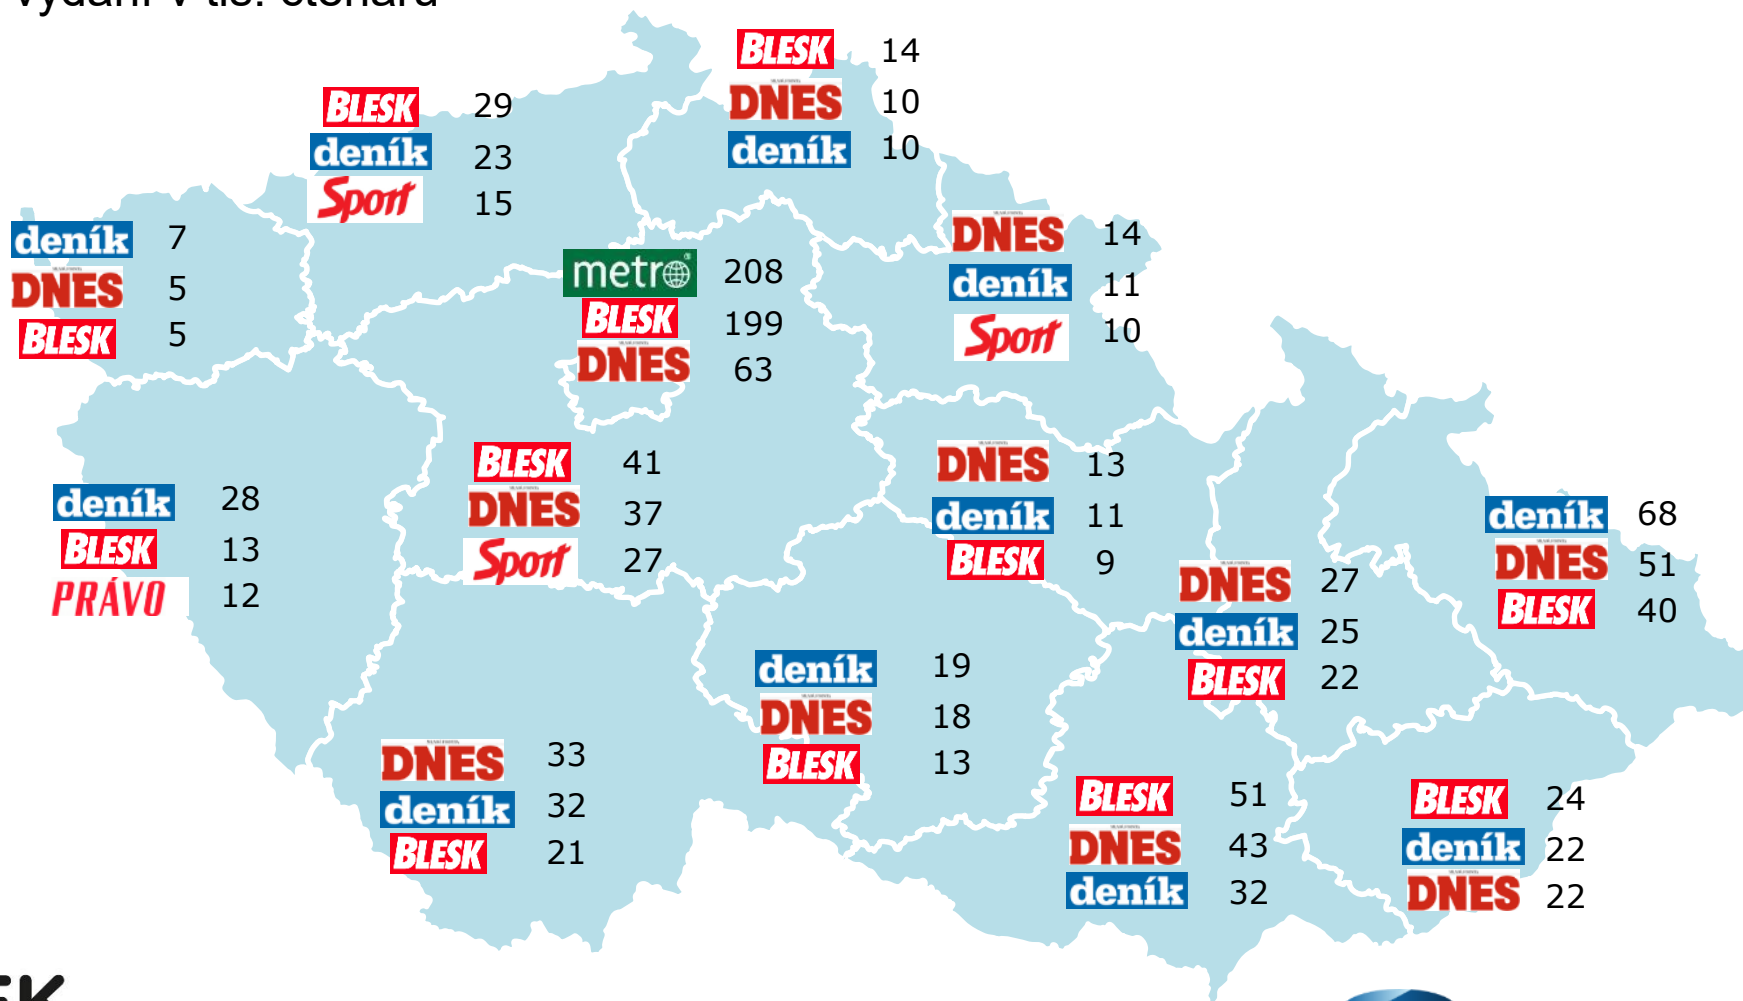 vydání v tis. čtenářů
BLESK 14
DNES 10
deník 10
BLESK 29
deník 23
Sport 15
deník 7
DNES 5
BLESK 5
metro 208
BLESK 199
DNES 63
DNES 14
deník 11
Sport 10
BLESK 41
DNES 37
Sport 27
DNES 13
deník 11
BLESK 9
deník 28
BLESK 13
PRÁVO 12
deník 68
DNES 51
BLESK 40
DNES 27
deník 25
BLESK 22
deník 19
DNES 18
BLESK 13
DNES 33
deník 32
BLESK 21
BLESK 51
DNES 43
deník 32
BLESK 24
deník 22
DNES 22